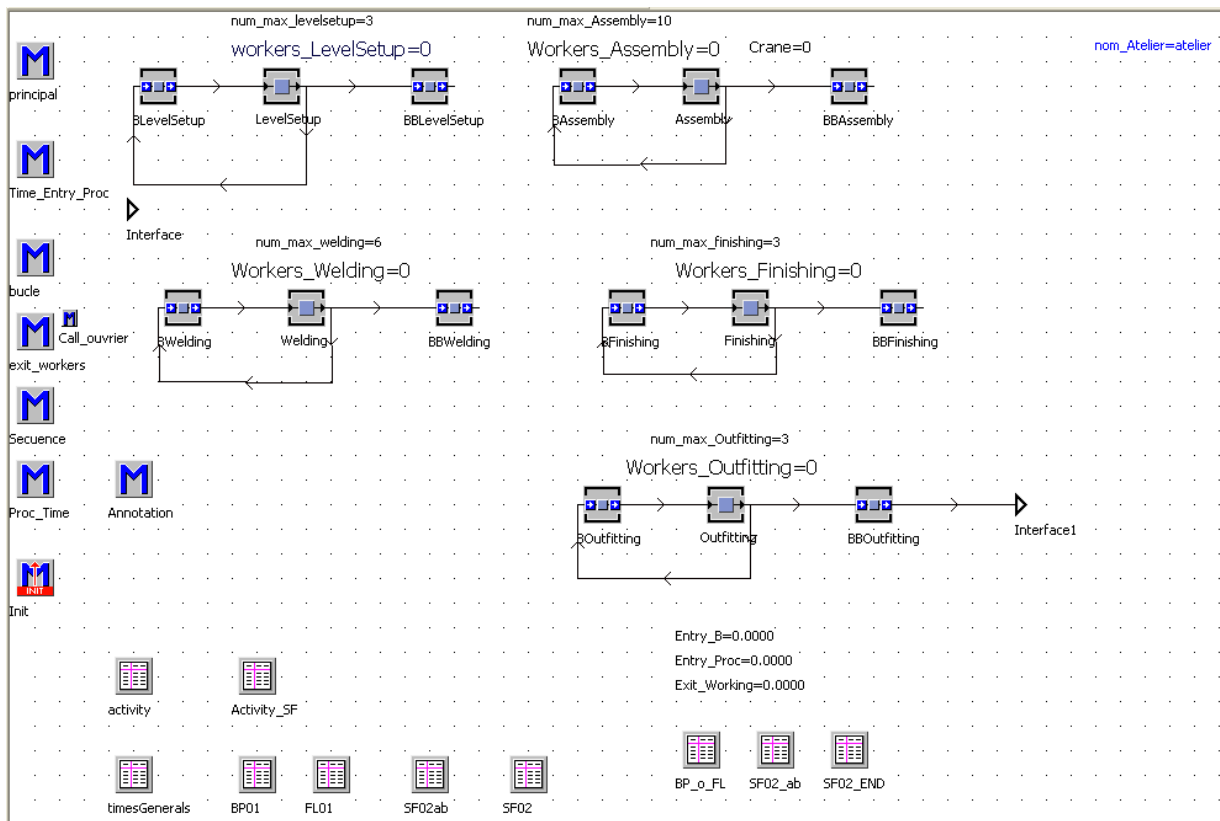 num_max_levelsetup=3
num_max_Assembly=10
workers_LevelSetup=0
Workers_Assembly=0
Crane=0
nom_Atelier=atelier
principal
BLevelSetup
LevelSetup
BBLevelSetup
BAssembly
Assembly
BBAssembly
Time_Entry_Proc
Interface
num_max_welding=6
num_max_finishing=3
Workers_Welding=0
Workers_Finishing=0
bucle
Call_ouvrier
BWelding
Welding
BBWelding
BFinishing
Finishing
BBFinishing
exit_workers
Secuence
num_max_Outfitting=3
Workers_Outfitting=0
Proc_Time
Annotation
BOutfitting
Outfitting
BBOutfitting
Interface1
INIT
Init
Entry_B=0.0000
Entry_Proc=0.0000
Exit_Working=0.0000
activity
Activity_SF
BP_o_FL
SF02_ab
SF02_END
timesGenerals
BP01
FL01
SF02ab
SF02